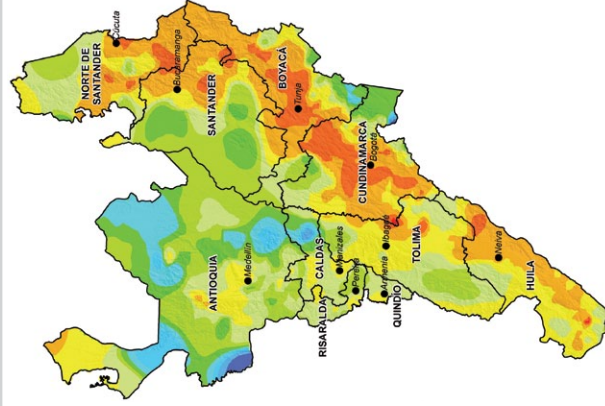 NORTE DE
SANTANDER
Cúcuta
Bucaramanga
SANTANDER
BOYACÁ
Tunja
CUNDINAMARCA
Bogotá
ANTIOQUIA
Medellín
CALDAS
Manizales
RISARALDA
Pereira
Armenia
QUINDÍO
Ibagué
TOLIMA
Neiva
HUILA